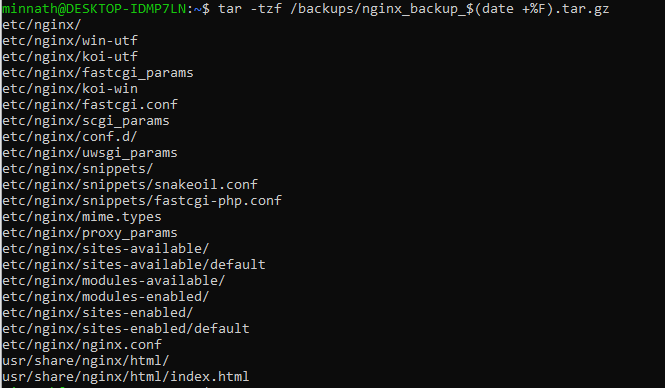 minnath@DESKTOP-IDMP7LN:~$ tar -tzf /backups/nginx_backup_$(date +%F).tar.gz
etc/nginx/
etc/nginx/win-utf
etc/nginx/koi-utf
etc/nginx/fastcgi_params
etc/nginx/koi-win
etc/nginx/fastcgi.conf
etc/nginx/scgi_params
etc/nginx/conf.d/
etc/nginx/uwsgi_params
etc/nginx/snippets/
etc/nginx/snippets/snakeoil.conf
etc/nginx/snippets/fastcgi-php.conf
etc/nginx/mime.types
etc/nginx/proxy_params
etc/nginx/sites-available/
etc/nginx/sites-available/default
etc/nginx/modules-available/
etc/nginx/modules-enabled/
etc/nginx/sites-enabled/
etc/nginx/sites-enabled/default
etc/nginx/nginx.conf
usr/share/nginx/html/
usr/share/nginx/html/index.html